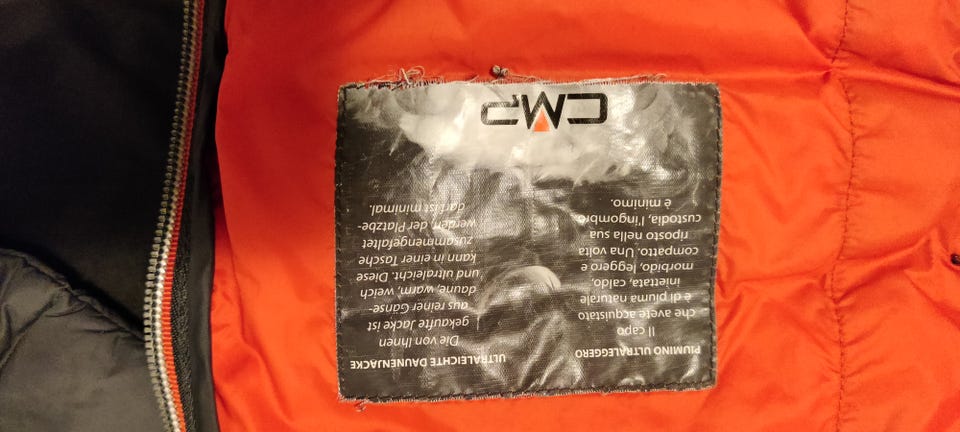 PIUMINO ULTRALEGGERO
Il capo
che avete acquistato
è di piuma naturale
iniettata, caldo,
morbido, leggero e
compatto. Una volta
riposto nella sua
custodia, l'ingombro
è minimo.
ULTRALEICHTE DAUNENJACKE
Die von Ihnen
gekaufte Jacke ist
aus reiner Gänse-
daune, warm, weich
und ultraleicht. Diese
kann in einer Tasche
zusammengefaltet
werden, der Platzbe-
darf ist minimal.
CMP